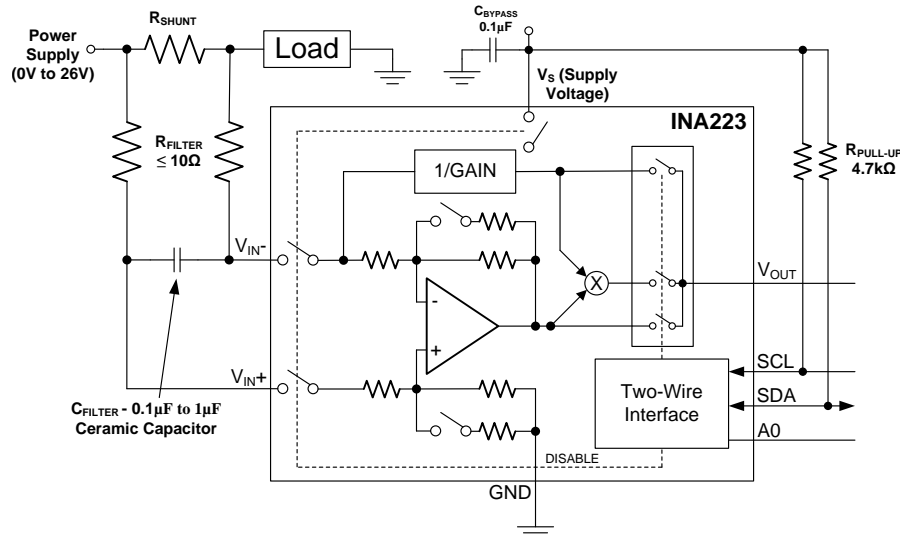 Power
Supply
(0V to 26V)
RSHUNT
Load
CBYPASS
0.1µF
VS (Supply
Voltage)
INA223
RFILTER
≤ 10Ω
1/GAIN
RPULL-UP
4.7kΩ
VIN-
-
+
X
VOUT
VIN+
CFILTER - 0.1µF to 1µF
Ceramic Capacitor
Two-Wire
Interface
SCL
SDA
A0
DISABLE
GND